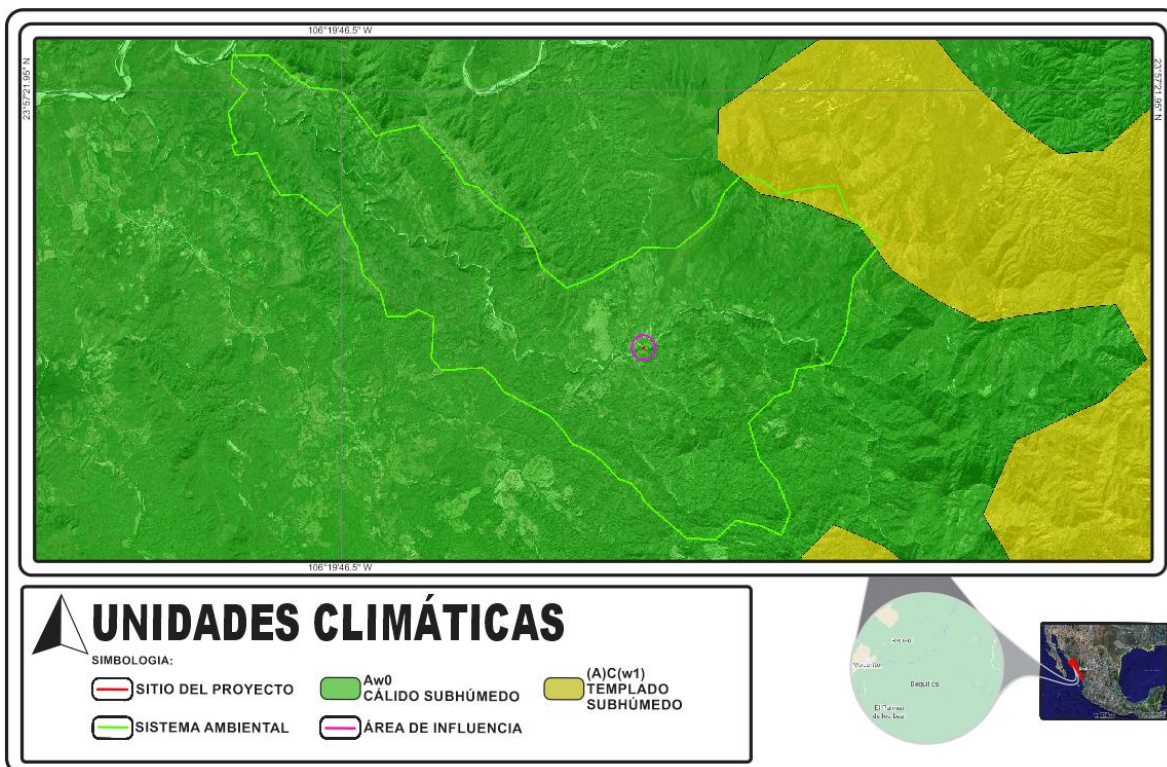 106°19'46.5" W
23°57'21.95" N
23°57'21.95" N
106°19'46.5" W
UNIDADES CLIMÁTICAS
SIMBOLOGIA:
SITIO DEL PROYECTO
Aw0
CÁLIDO SUBHÚMEDO
(A)C(w1)
TEMPLADO
SUBHÚMEDO
SISTEMA AMBIENTAL
ÁREA DE INFLUENCIA